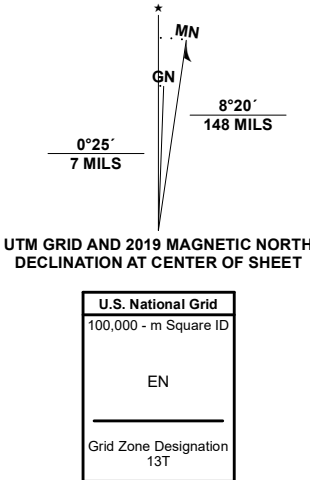 ★
MN
GN
8°20´
148 MILS
0°25´
7 MILS
UTM GRID AND 2019 MAGNETIC NORTH
DECLINATION AT CENTER OF SHEET
U.S. National Grid
100,000 - m Square ID
EN
Grid Zone Designation
13T